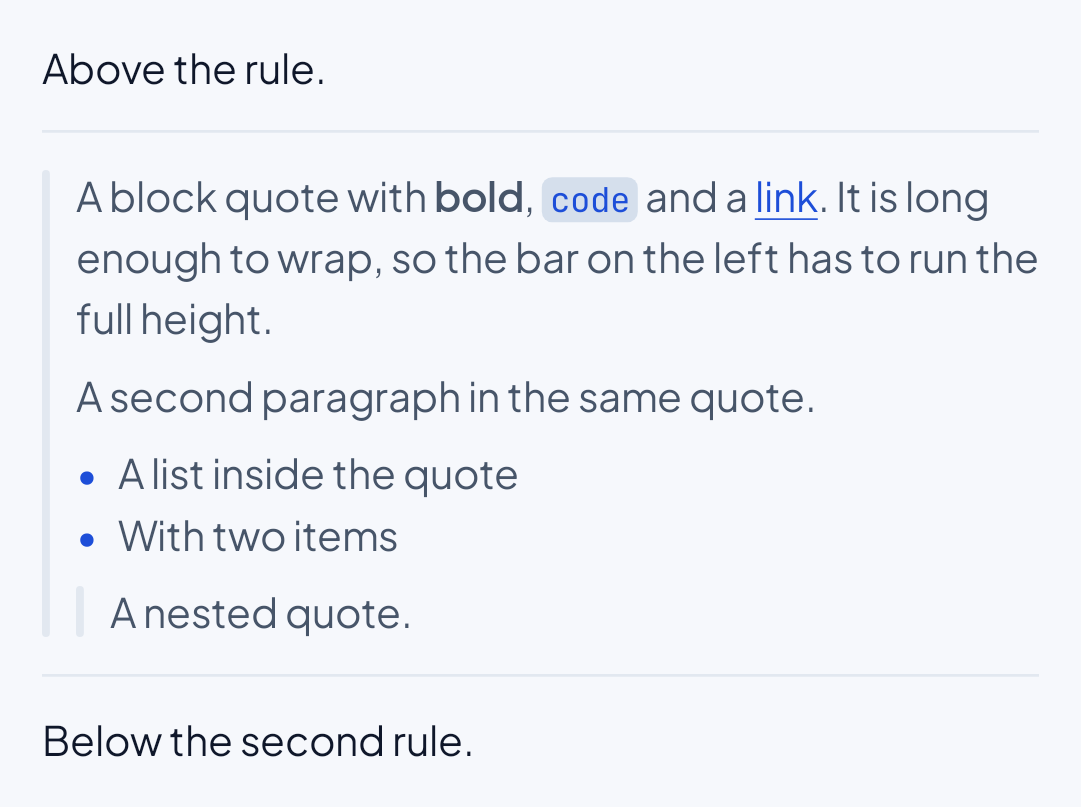 Above the rule.
A block quote with bold, code and a link. It is long
enough to wrap, so the bar on the left has to run the
full height.
A second paragraph in the same quote.
• A list inside the quote
• With two items
A nested quote.
Below the second rule.